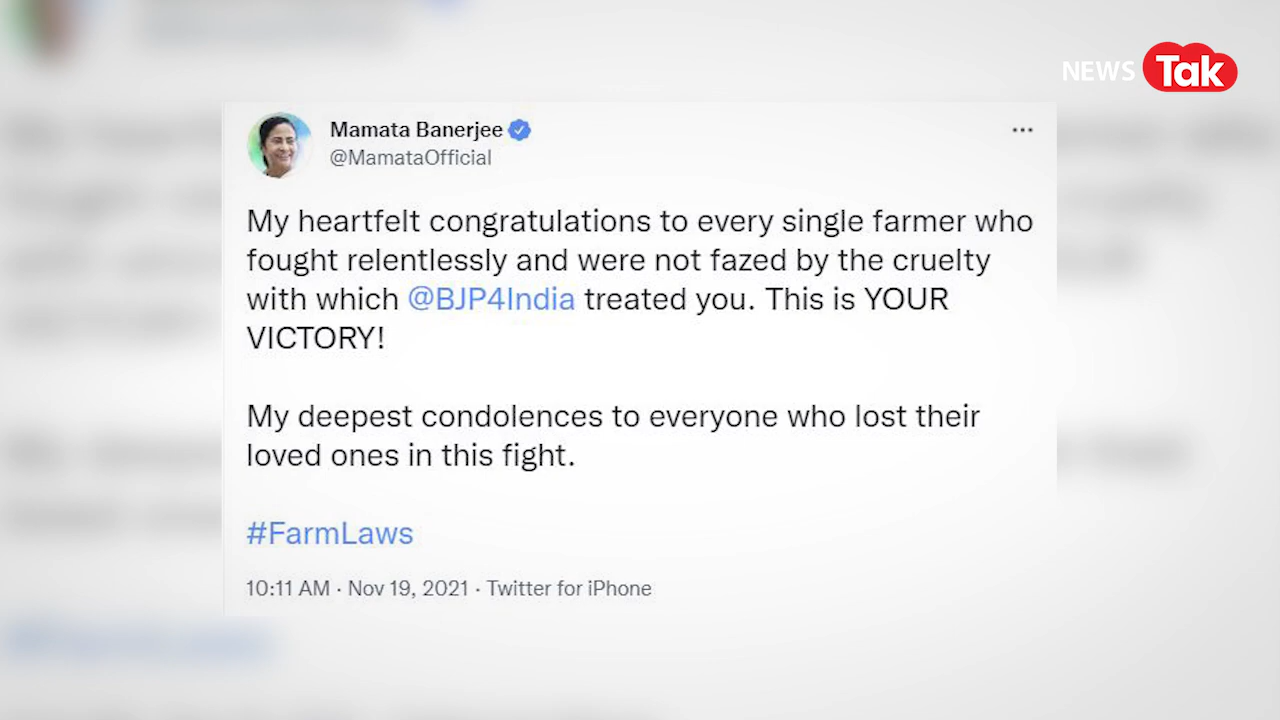 NEWS Tak
Mamata Banerjee
@MamataOfficial
My heartfelt congratulations to every single farmer who
fought relentlessly and were not fazed by the cruelty
with which @BJP4India treated you. This is YOUR
VICTORY!
My deepest condolences to everyone who lost their
loved ones in this fight.
#FarmLaws
10:11 AM · Nov 19, 2021 · Twitter for iPhone